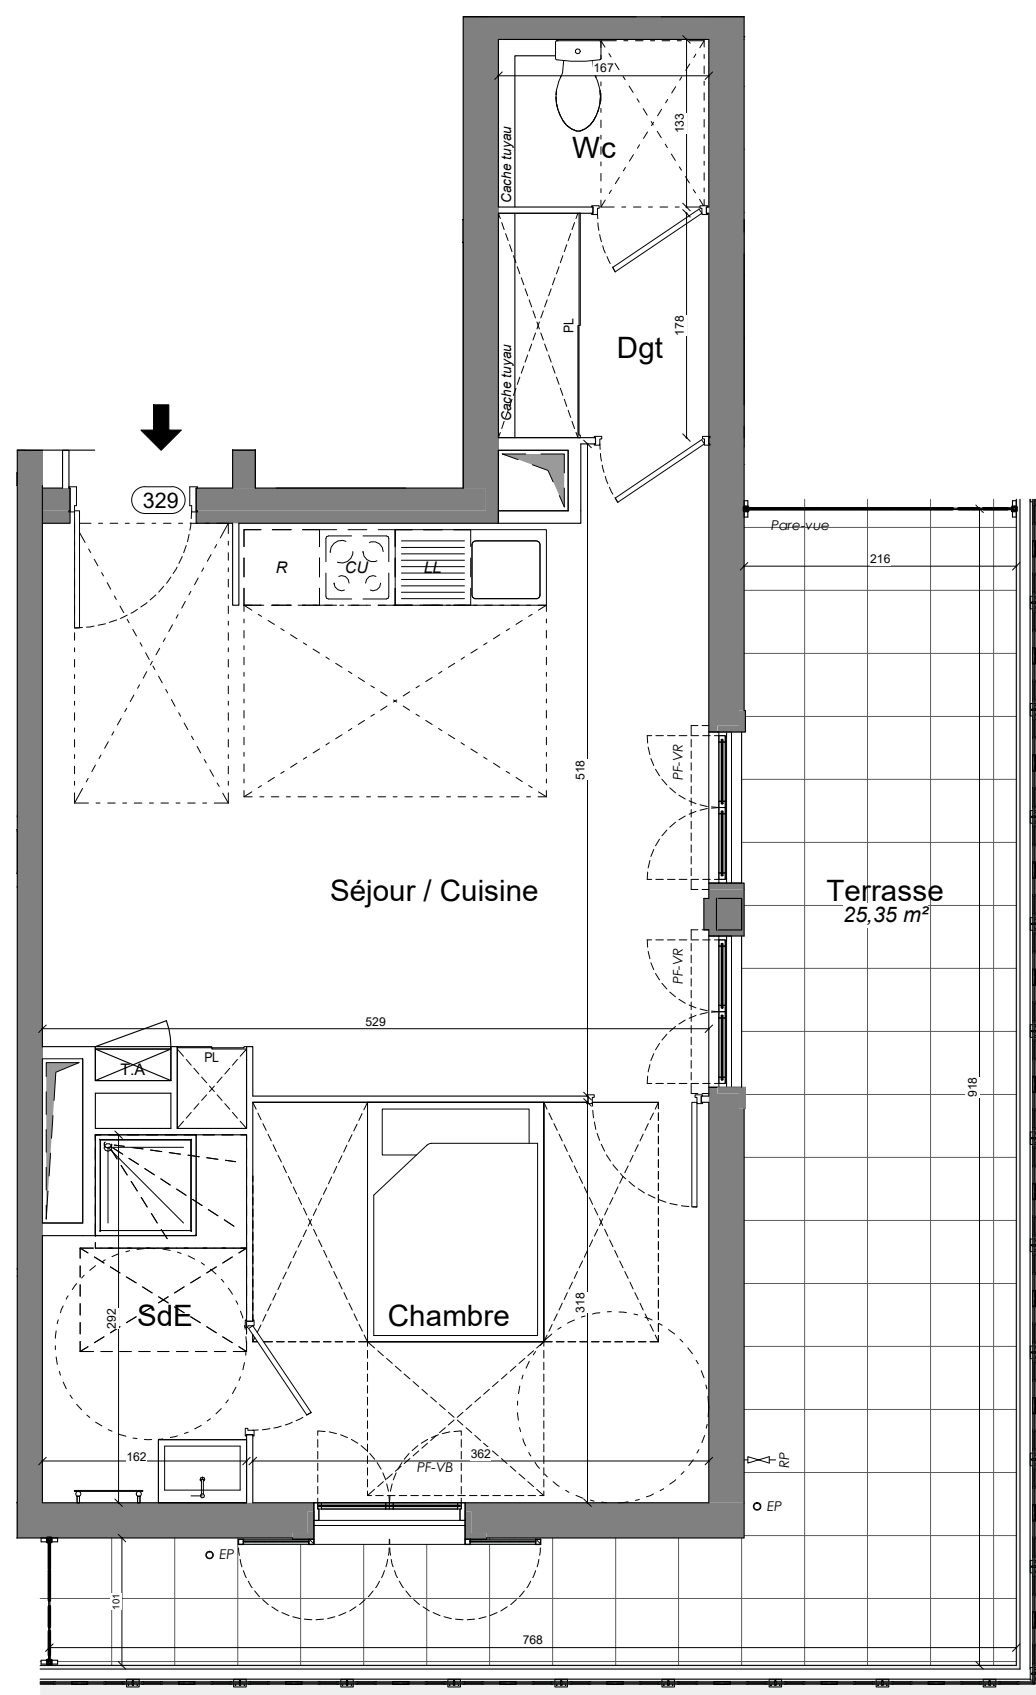 167
133
Wc
Cache tuyau
178
PL
Dgt
Cache tuyau
329
R
CU
LL
Pare-vue
216
PF-VR
518
Séjour / Cuisine
Terrasse
25,35 m²
PF-VR
529
PL
T.A
918
292
SdE
Chambre
318
162
362
PF-VB
RP
EP
EP
101
768